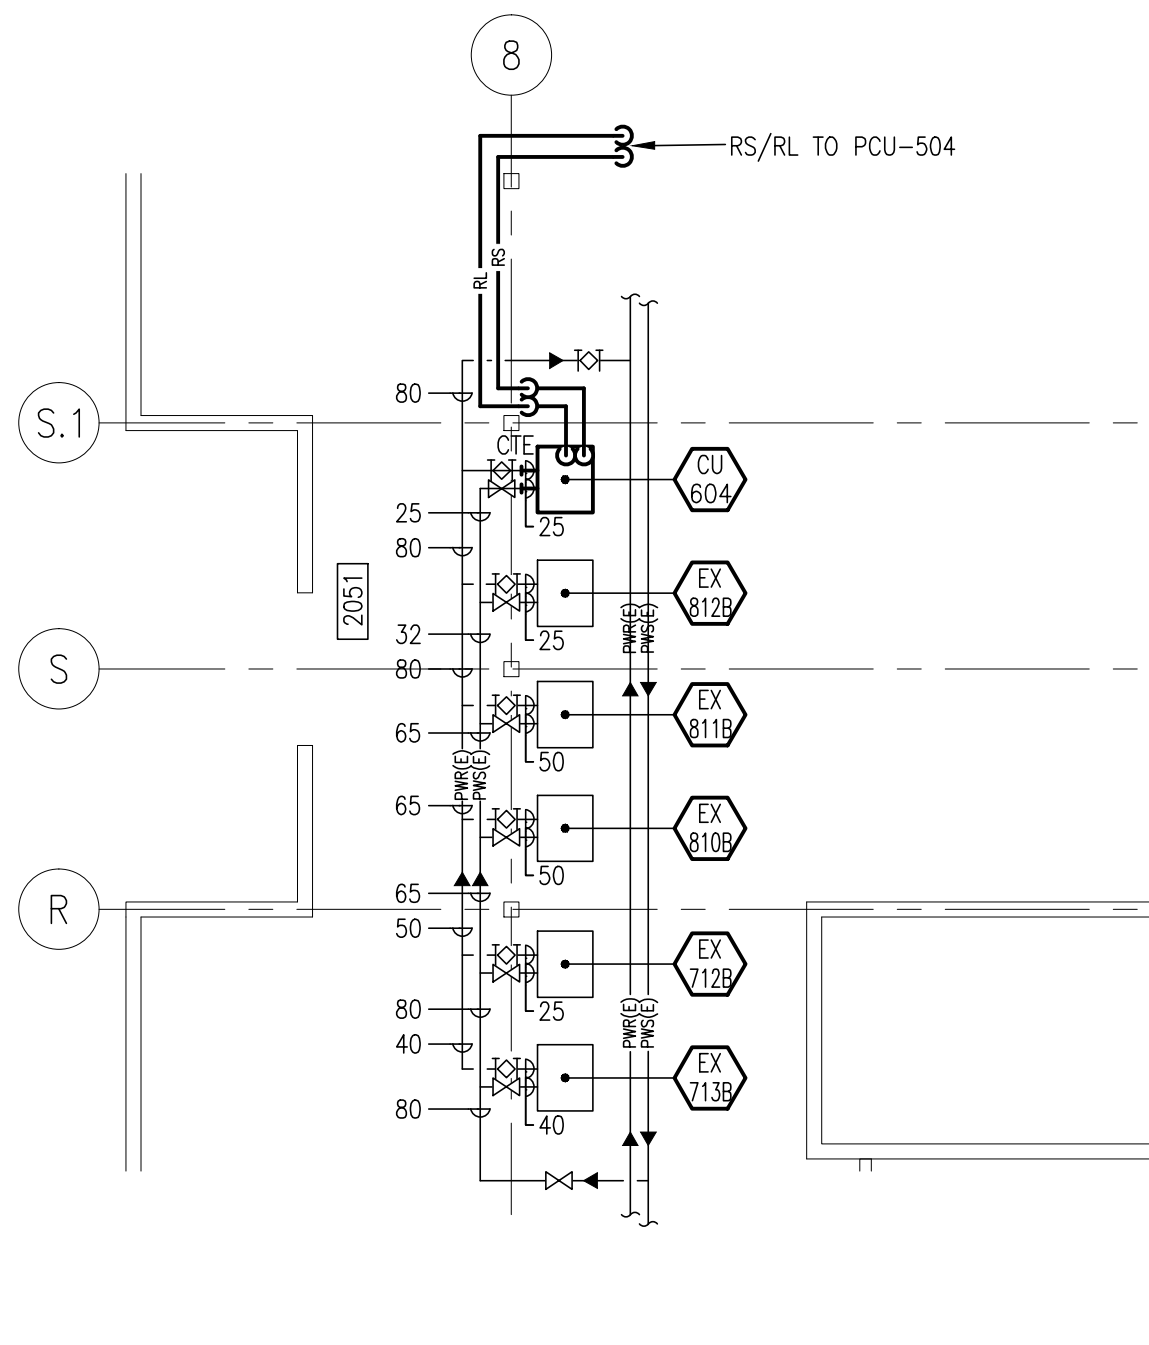 8
RS/RL TO PCU-504
RS
RL
80
S.1
CTE
CU
604
25
25
80
EX
812B
2051
PWR(E)
PWS(E)
32
25
S
80
EX
811B
65
50
PWR(E)
PWS(E)
65
EX
810B
50
65
R
50
EX
712B
80
25
PWR(E)
PWS(E)
40
EX
713B
80
40